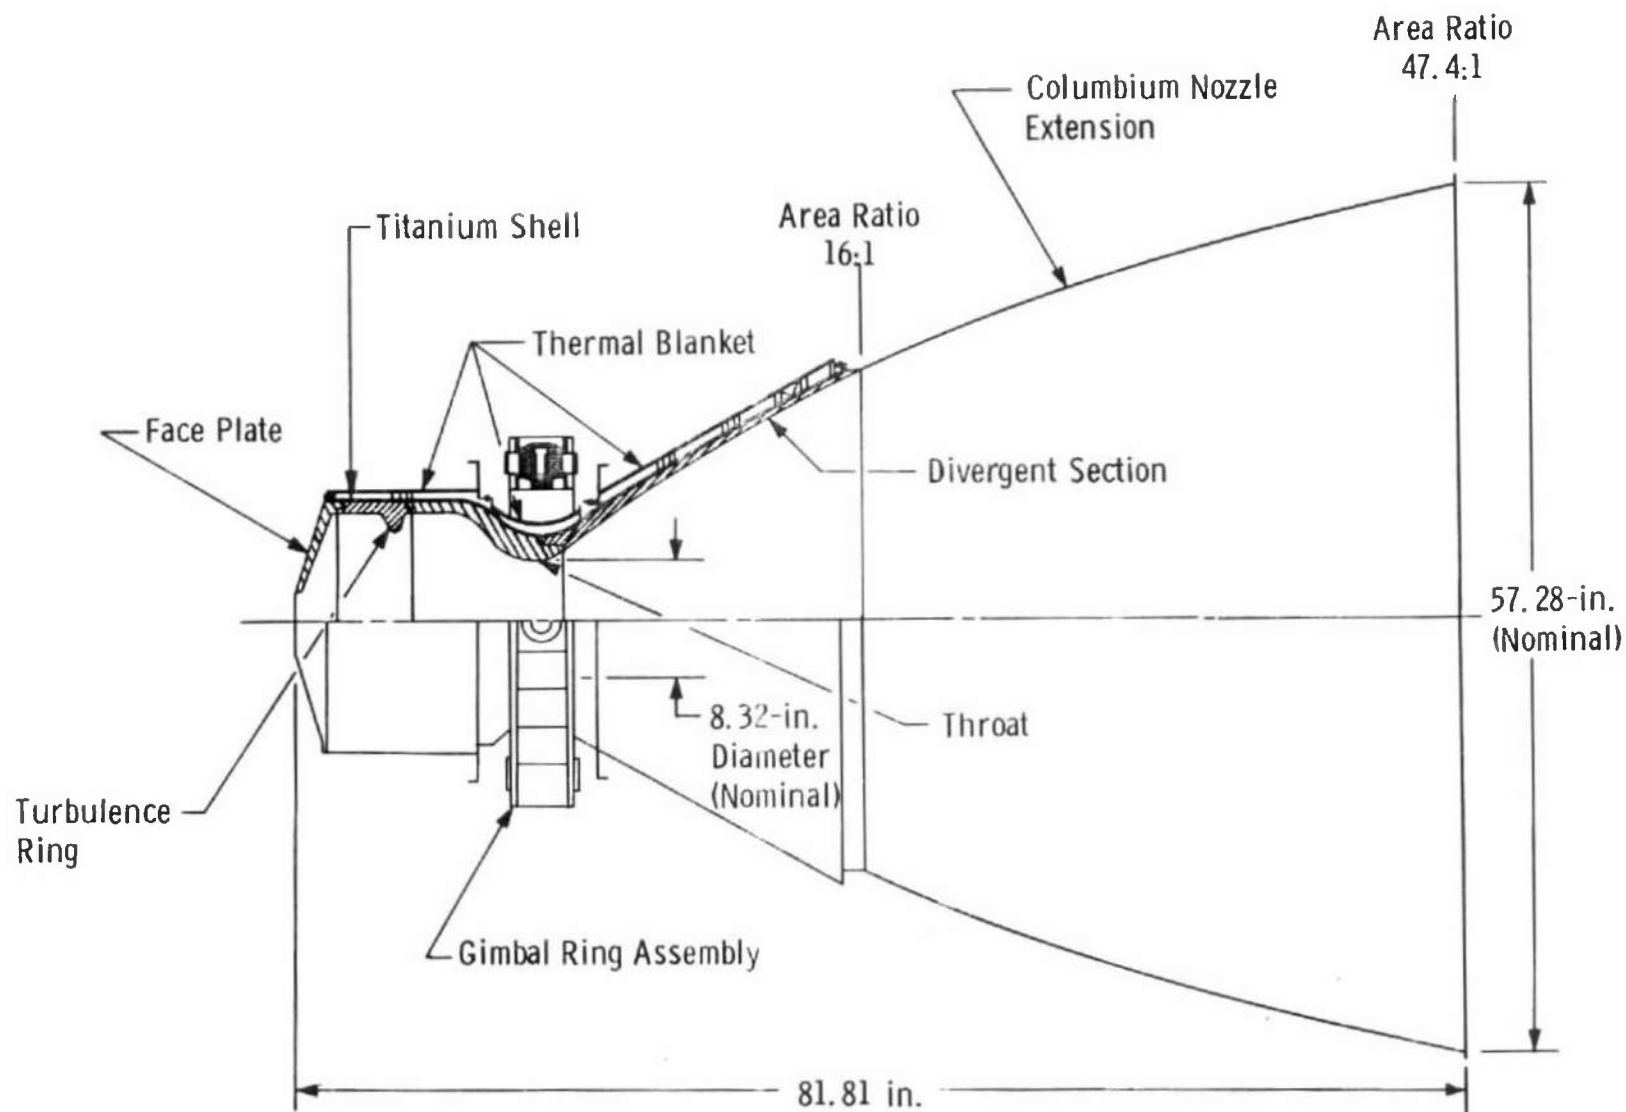 Area Ratio
47.4:1
Columbium Nozzle
Extension
Area Ratio
16:1
Titanium Shell
Thermal Blanket
Face Plate
Divergent Section
57.28-in.
(Nominal)
8.32-in.
Diameter
(Nominal)
Throat
Turbulence
Ring
Gimbal Ring Assembly
81.81 in.